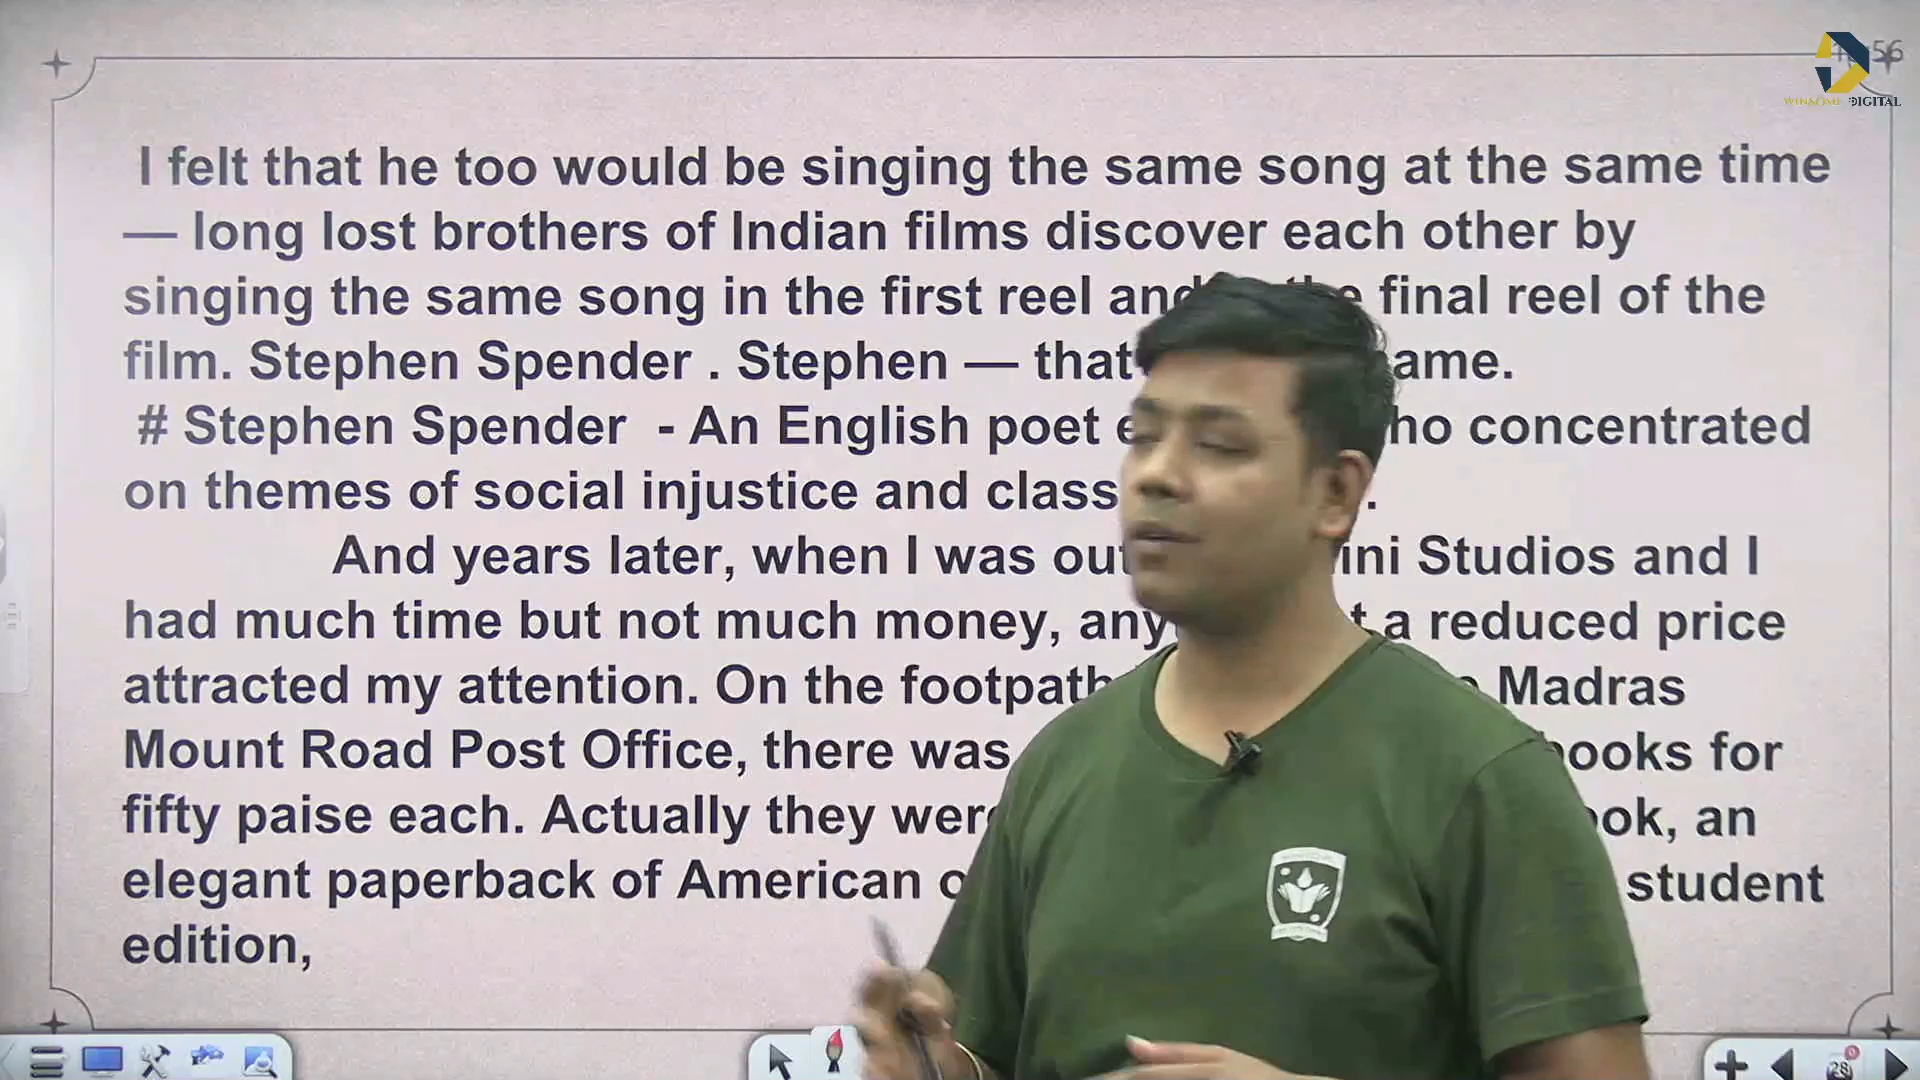 I felt that he too would be singing the same song at the same time
— long lost brothers of Indian films discover each other by
singing the same song in the first reel and final reel of the
film. Stephen Spender . Stephen — that
# Stephen Spender - An English poet concentrated
on themes of social injustice and class .
And years later, when I was Studios and I
had much time but not much money, a reduced price
attracted my attention. On the Madras
Mount Road Post Office, there was for
fifty paise each. Actually they an
elegant paperback of American student
edition,
WINSOME DIGITAL
28